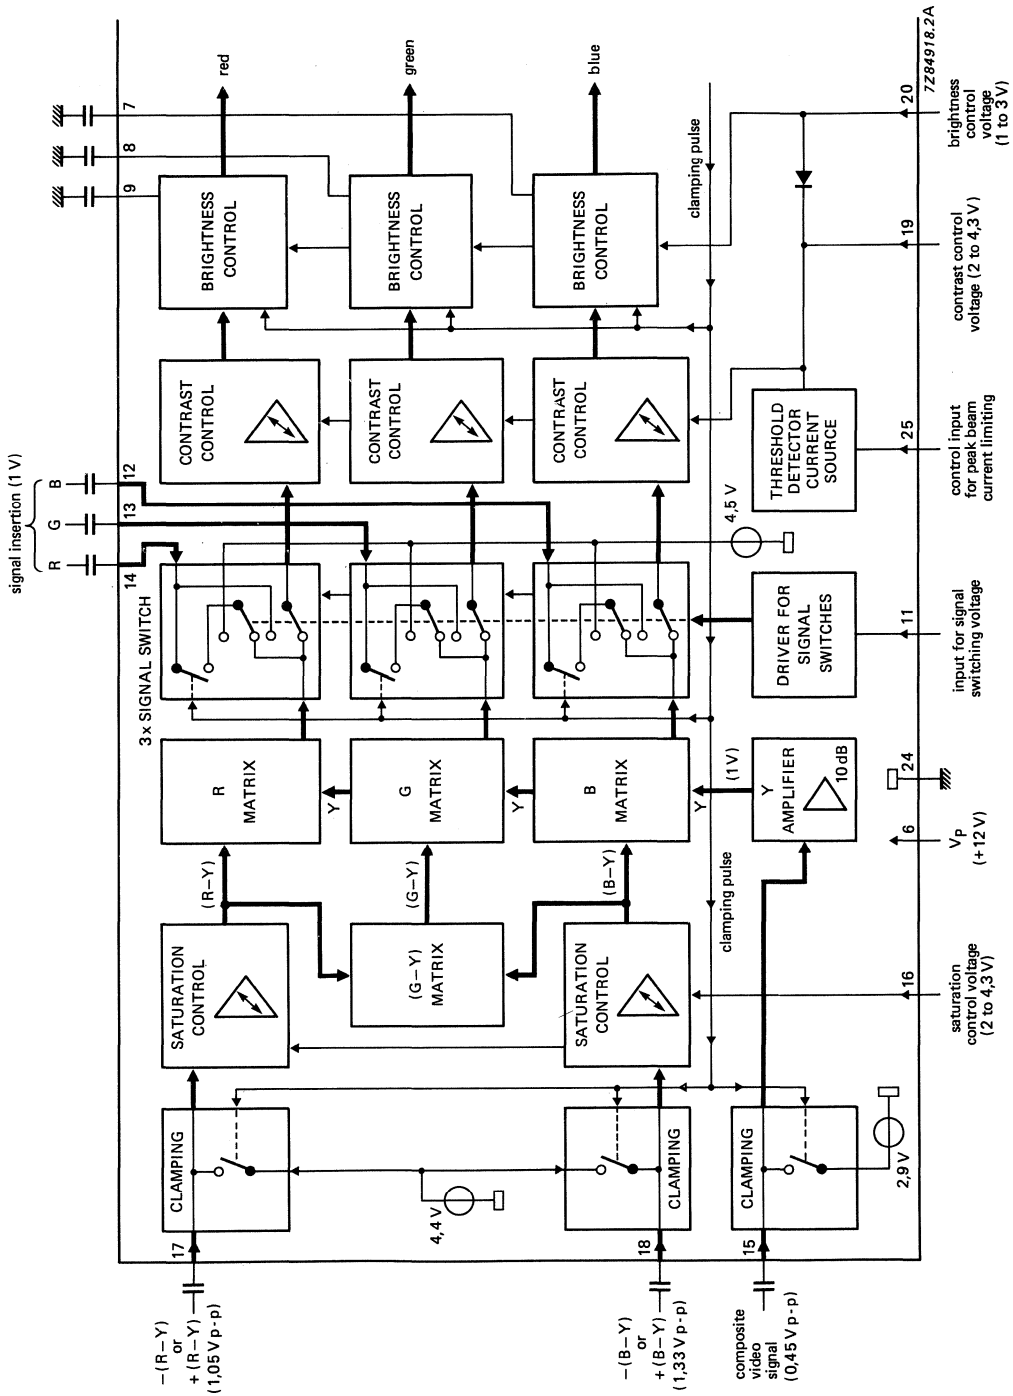 signal insertion (1 V)
R
G
B
14
13
12
9
8
7
red
green
blue
BRIGHTNESS
CONTROL
BRIGHTNESS
CONTROL
BRIGHTNESS
CONTROL
clamping pulse
CONTRAST
CONTROL
CONTRAST
CONTROL
CONTRAST
CONTROL
THRESHOLD
DETECTOR
CURRENT
SOURCE
4,5 V
3 x SIGNAL SWITCH
DRIVER FOR
SIGNAL
SWITCHES
R
MATRIX
G
MATRIX
B
MATRIX
Y
Y
Y
(1V)
Y
AMPLIFIER
10 dB
(R–Y)
(G–Y)
(B–Y)
clamping pulse
SATURATION
CONTROL
(G–Y)
MATRIX
SATURATION
CONTROL
CLAMPING
CLAMPING
CLAMPING
4,4 V
2,9 V
17
18
15
–(R–Y)
or
+(R–Y)
(1,05 V p-p)
–(B–Y)
or
+(B–Y)
(1,33 V p-p)
composite
video
signal
(0,45 V p-p)
16
saturation
control voltage
(2 to 4,3 V)
6
VP
(+12 V)
24
11
input for signal
switching voltage
25
control input
for peak beam
current limiting
19
contrast control
voltage (2 to 4,3 V)
20
brightness
control
voltage
(1 to 3 V)
7Z84918.2A